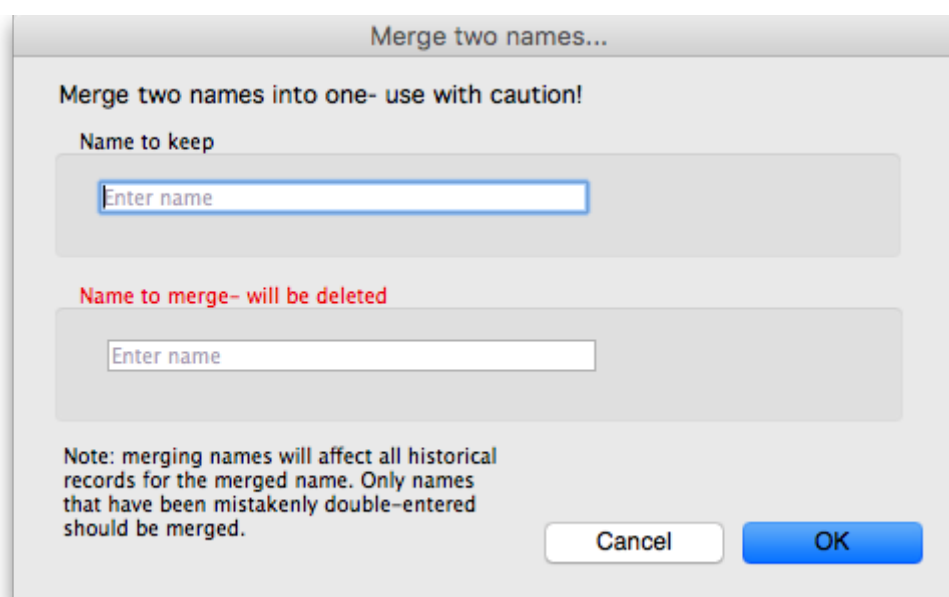 Merge two names...
Merge two names into one- use with caution!
Name to keep
Enter name
Name to merge- will be deleted
Enter name
Note: merging names will affect all historical
records for the merged name. Only names
that have been mistakenly double-entered
should be merged.
Cancel
OK